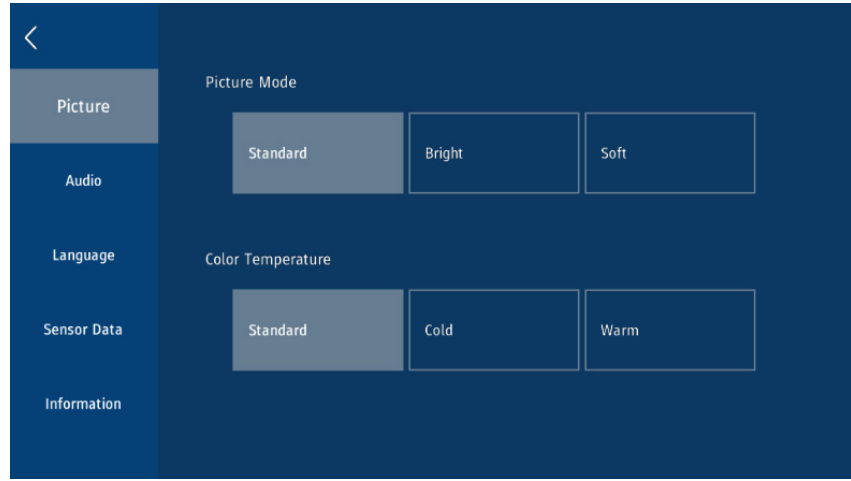 Picture
Audio
Language
Sensor Data
Information
Picture Mode
Standard
Bright
Soft
Color Temperature
Standard
Cold
Warm